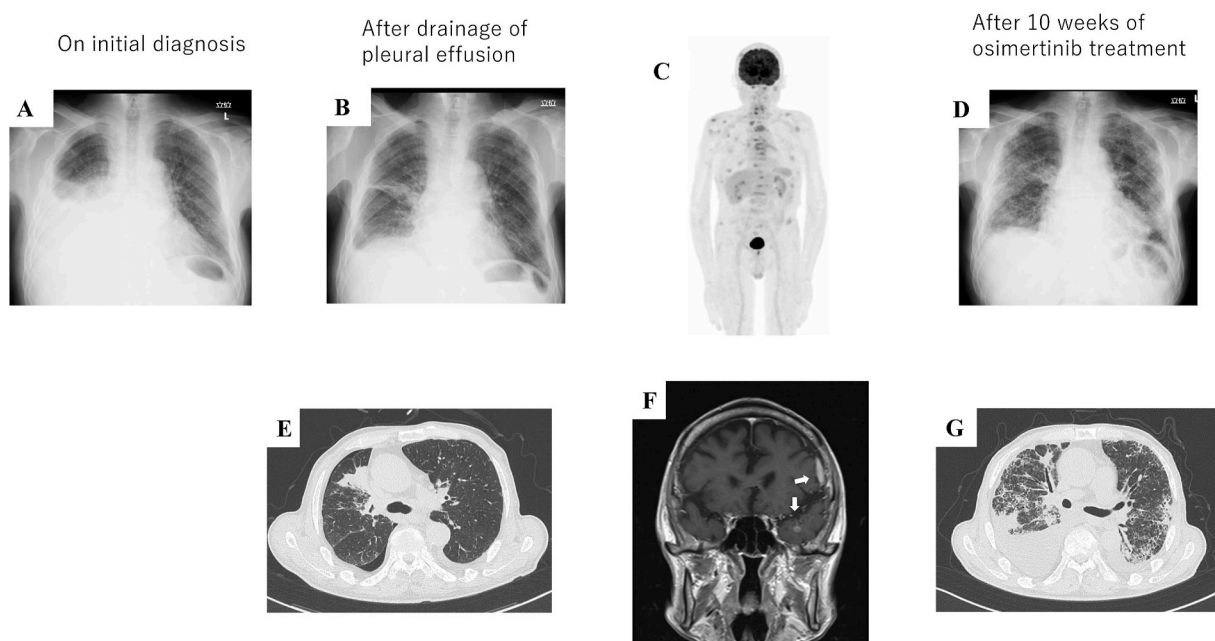 On initial diagnosis
After drainage of
pleural effusion
After 10 weeks of
osimertinib treatment
A
L
B
C
D
E
F
G